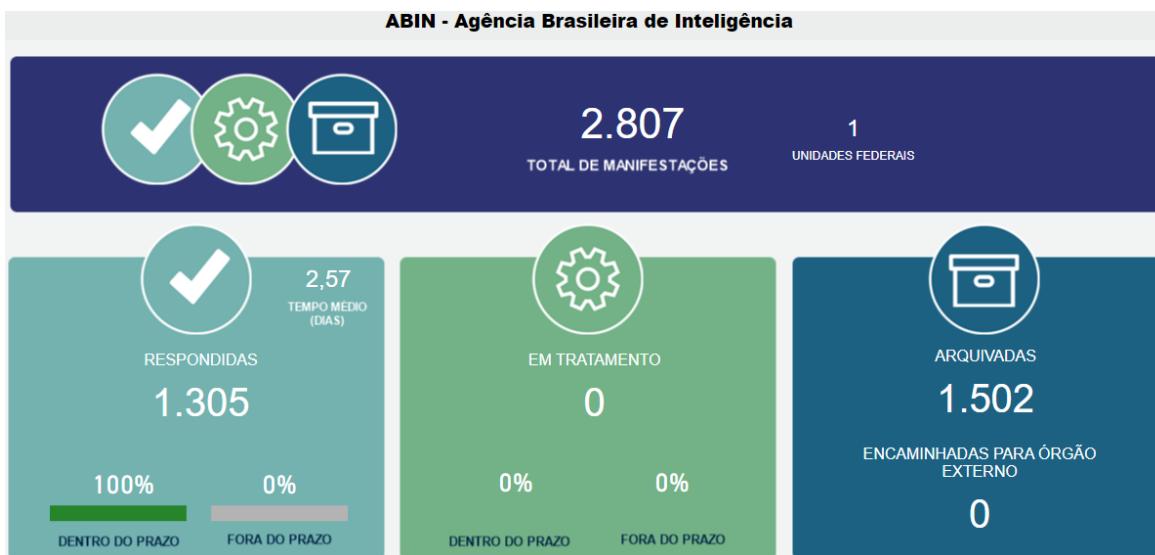 ABIN - Agência Brasileira de Inteligência
2.807
TOTAL DE MANIFESTAÇÕES
1
UNIDADES FEDERAIS
2,57
TEMPO MÉDIO
(DIAS)
RESPONDIDAS
1.305
100%
0%
DENTRO DO PRAZO
FORA DO PRAZO
EM TRATAMENTO
0
0%
0%
DENTRO DO PRAZO
FORA DO PRAZO
ARQUIVADAS
1.502
ENCAMINHADAS PARA ÓRGÃO
EXTERNO
0